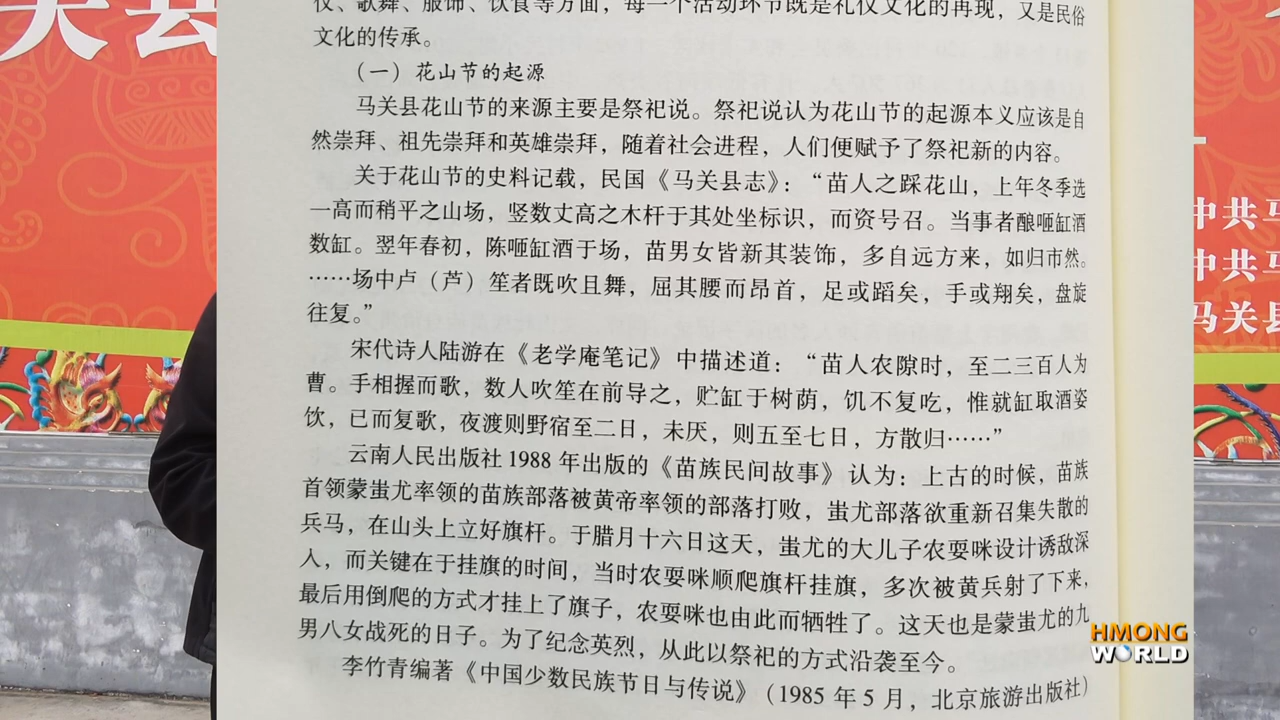 关县
仪、歌舞、服饰、饮食等方面，每一个活动环节既是礼仪文化的再现，又是民俗
文化的传承。
（一）花山节的起源
马关县花山节的来源主要是祭祀说。祭祀说认为花山节的起源本义应该是自
然崇拜、祖先崇拜和英雄崇拜，随着社会进程，人们便赋予了祭祀新的内容。
关于花山节的史料记载，民国《马关县志》：“苗人之踩花山，上年冬季选
一高而稍平之山场，竖数丈高之木杆于其处坐标识，而资号召。当事者酿咂缸酒
数缸。翌年春初，陈咂缸酒于场，苗男女皆新其装饰，多自远方来，如归市然。
……场中卢（芦）笙者既吹且舞，屈其腰而昂首，足或蹈矣，手或翔矣，盘旋
往复。”
宋代诗人陆游在《老学庵笔记》中描述道：“苗人农隙时，至二三百人为
曹。手相握而歌，数人吹笙在前导之，贮缸于树荫，饥不复吃，惟就缸取酒姿
饮，已而复歌，夜渡则野宿至二日，未厌，则五至七日，方散归……”
云南人民出版社1988年出版的《苗族民间故事》认为：上古的时候，苗族
首领蒙蚩尤率领的苗族部落被黄帝率领的部落打败，蚩尤部落欲重新召集失散的
兵马，在山头上立好旗杆。于腊月十六日这天，蚩尤的大儿子农耍咪设计诱敌深
入，而关键在于挂旗的时间，当时农耍咪顺爬旗杆挂旗，多次被黄兵射了下来，
最后用倒爬的方式才挂上了旗子，农耍咪也由此而牺牲了。这天也是蒙蚩尤的九
男八女战死的日子。为了纪念英烈，从此以祭祀的方式沿袭至今。
李竹青编著《中国少数民族节日与传说》（1985年5月，北京旅游出版社）
中共马
中共马
马关县
HMONG
WORLD